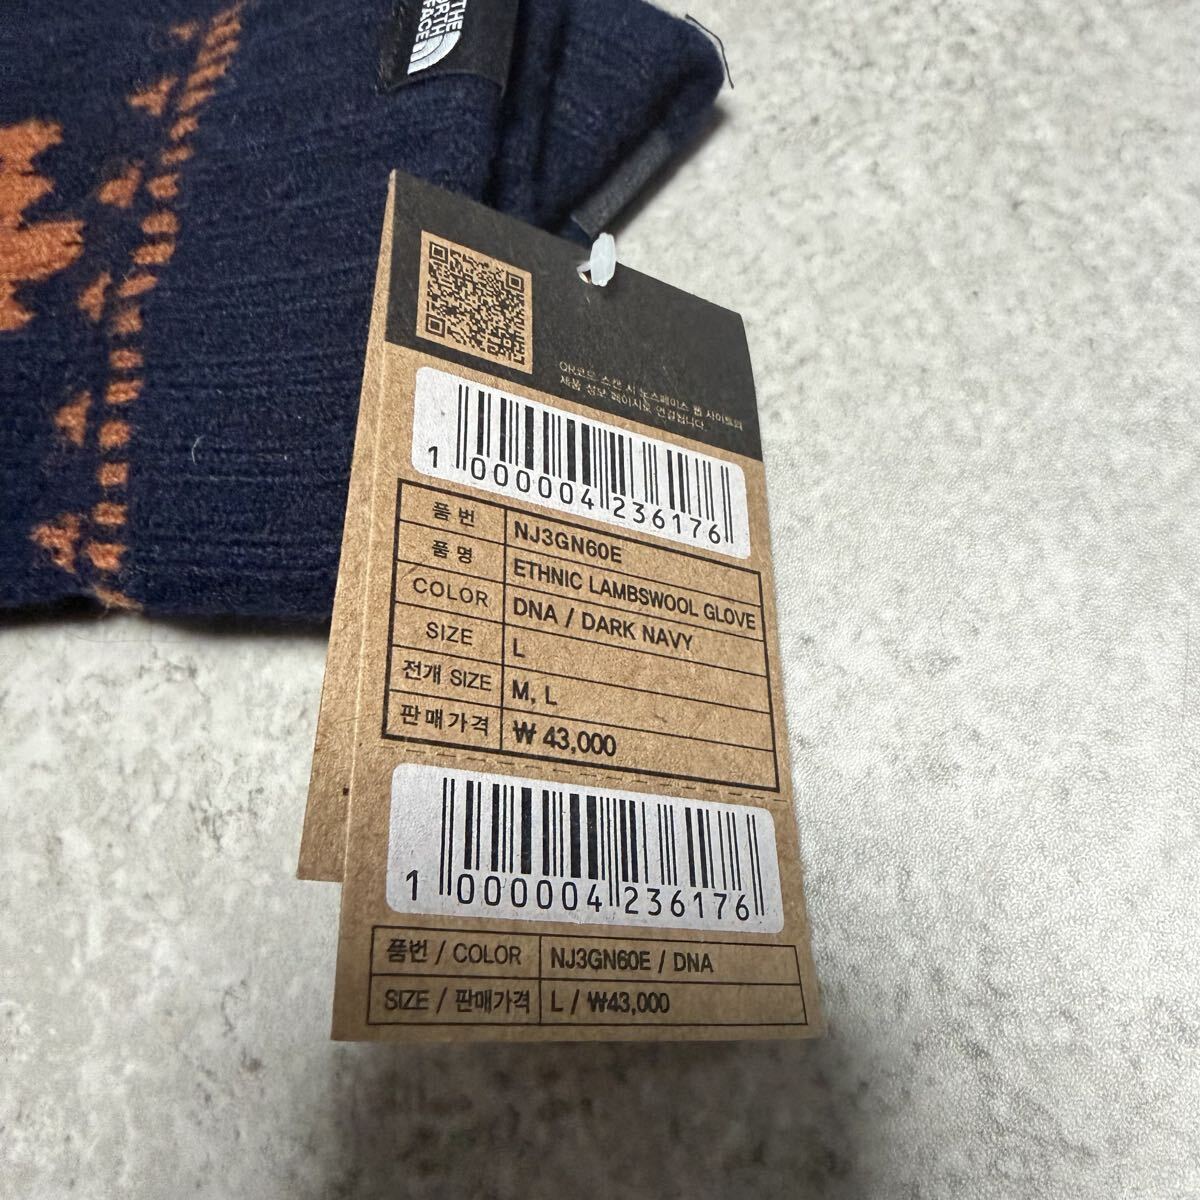 THE
NORTH
FACE
QR코드 스캔 시 노스페이스 웹 사이트의
제품 정보 페이지로 연결됩니다.
1 000004 236176
품 번 NJ3GN60E
품 명 ETHNIC LAMBSWOOL GLOVE
COLOR DNA / DARK NAVY
SIZE L
전개 SIZE M, L
판매가격 ₩ 43,000
1 000004 236176
품번 / COLOR NJ3GN60E / DNA
SIZE / 판매가격 L / ₩43,000